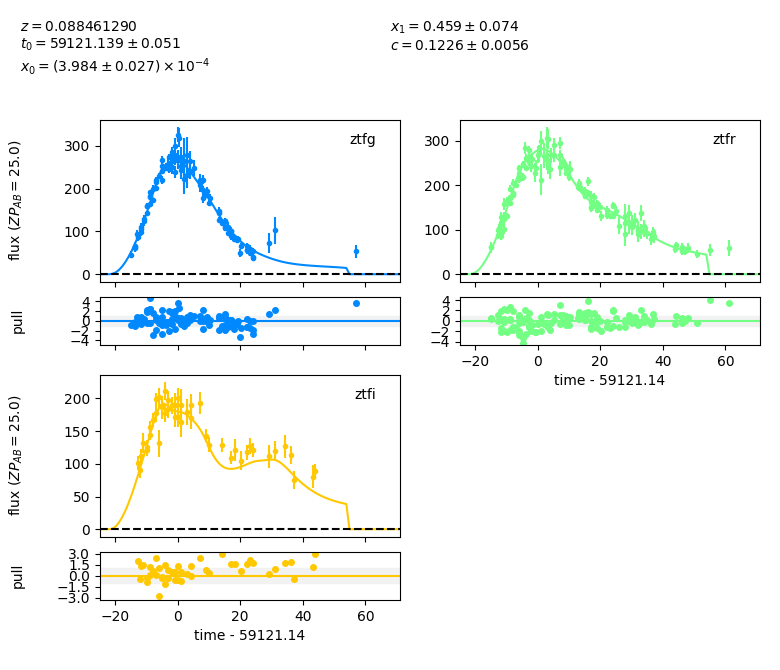 z = 0.088461290
t₀ = 59121.139 ± 0.051
x₀ = (3.984 ± 0.027) × 10⁻⁴
x₁ = 0.459 ± 0.074
c = 0.1226 ± 0.0056
flux (ZP_AB = 25.0)
300
200
100
0
ztfg
pull
4
2
0
−2
−4
300
200
100
0
ztfr
4
2
0
−2
−4
−20 0 20 40 60
time - 59121.14
flux (ZP_AB = 25.0)
200
150
100
50
0
ztfi
pull
3.0
1.5
0.0
−1.5
−3.0
−20 0 20 40 60
time - 59121.14